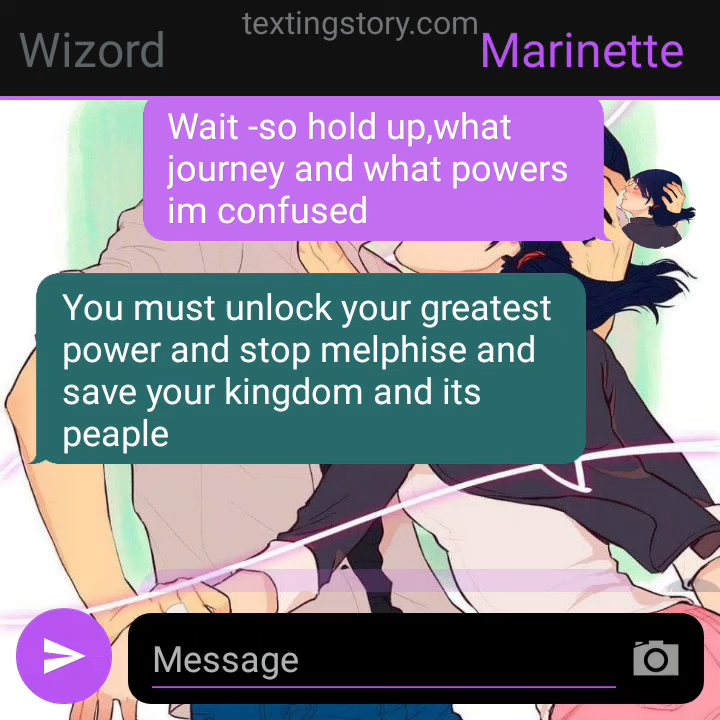 textingstory.com
Wizord
Marinette
Wait -so hold up,what
journey and what powers
im confused
You must unlock your greatest
power and stop melphise and
save your kingdom and its
peaple
Message